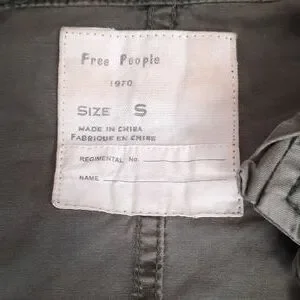 Free People
1970
SIZE S
MADE IN CHINA
FABRIQUE EN CHINE
REGIMENTAL No.
NAME